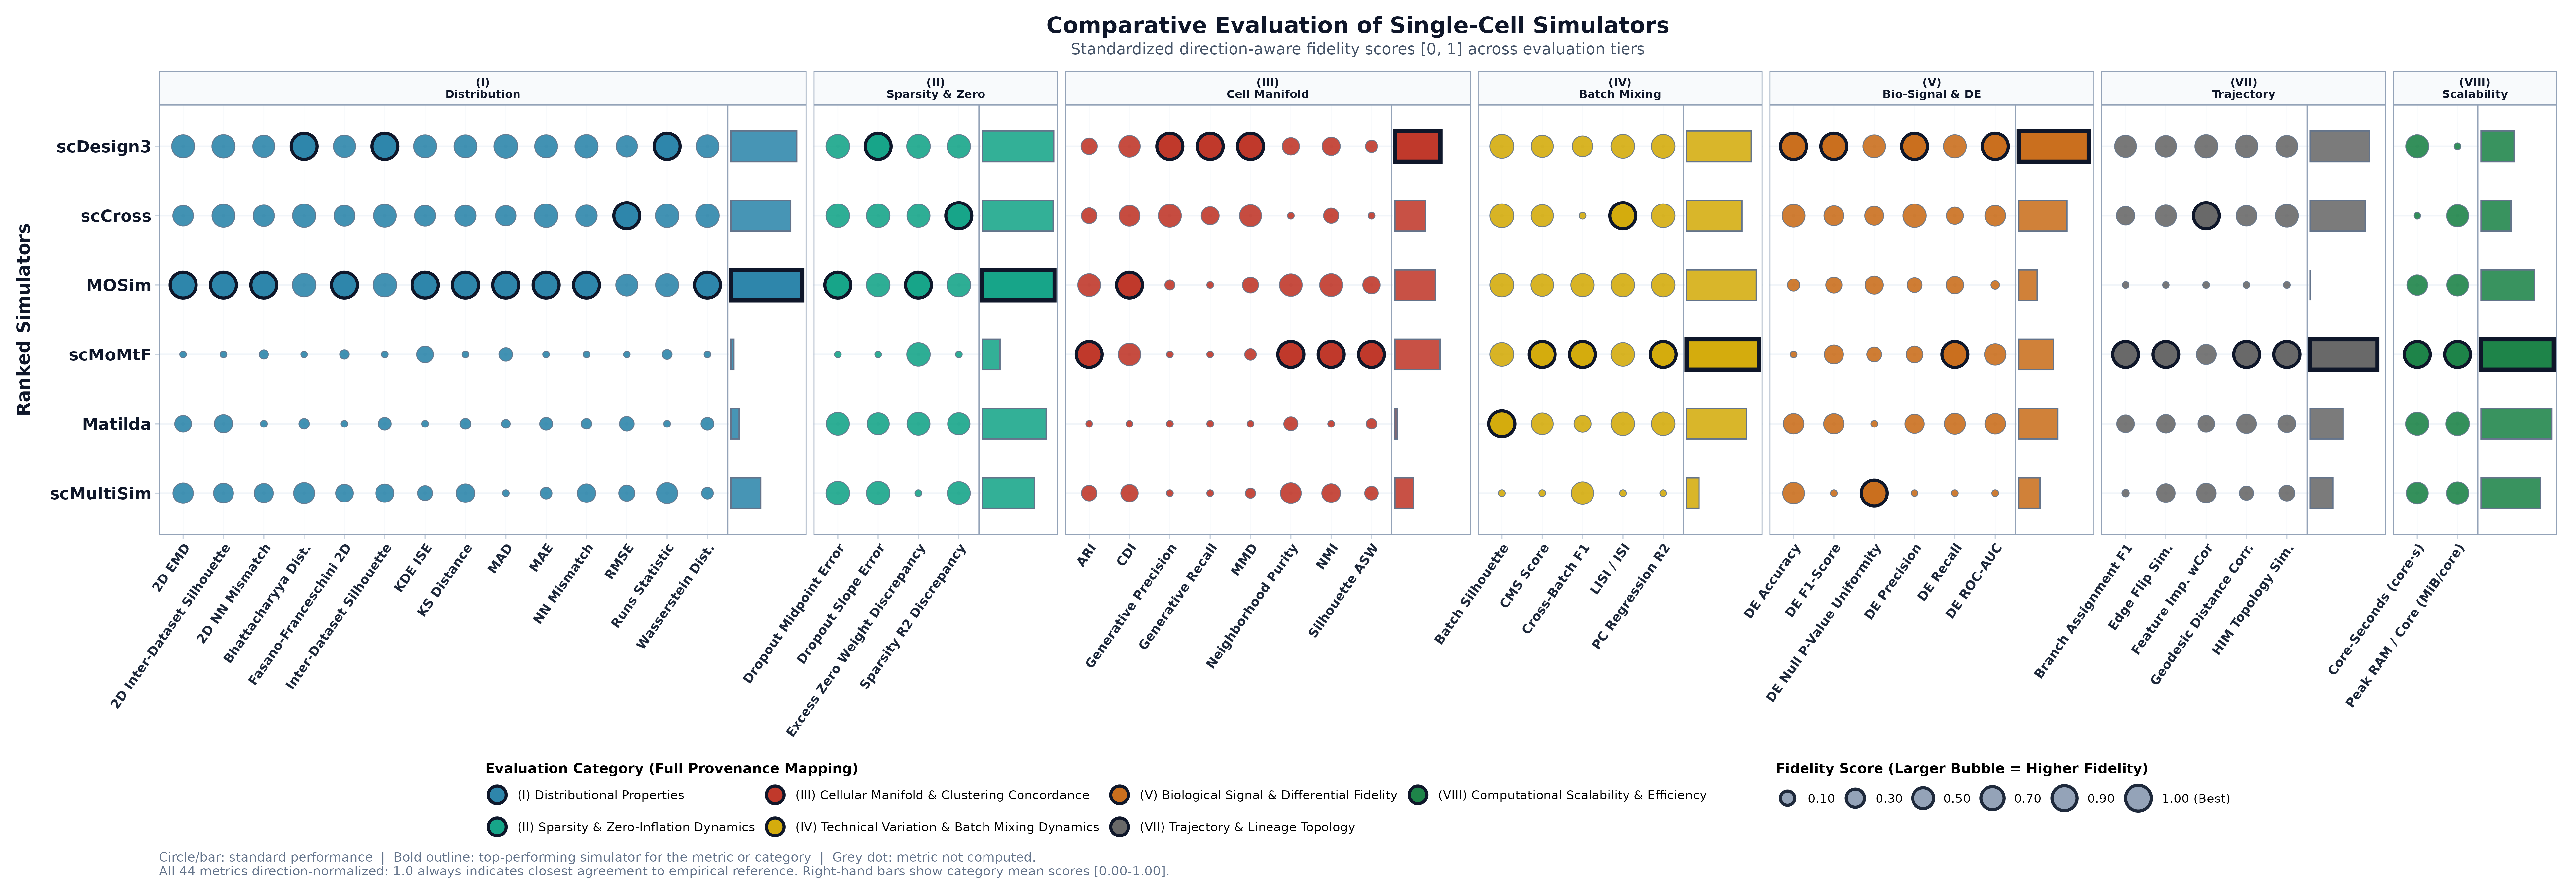 Comparative Evaluation of Single-Cell Simulators
Standardized direction-aware fidelity scores [0, 1] across evaluation tiers
(I)
Distribution
(II)
Sparsity & Zero
(III)
Cell Manifold
(IV)
Batch Mixing
(V)
Bio-Signal & DE
(VII)
Trajectory
(VIII)
Scalability
Ranked Simulators
scDesign3
scCross
MOSim
scMoMtF
Matilda
scMultiSim
2D EMD
2D Inter-Dataset Silhouette
2D NN Mismatch
Bhattacharyya Dist.
Fasano-Franceschini 2D
Inter-Dataset Silhouette
KDE ISE
KS Distance
MAD
MAE
NN Mismatch
RMSE
Runs Statistic
Wasserstein Dist.
Dropout Midpoint Error
Dropout Slope Error
Excess Zero Weight Discrepancy
Sparsity R2 Discrepancy
ARI
CDI
Generative Precision
Generative Recall
MMD
Neighborhood Purity
NMI
Silhouette ASW
Batch Silhouette
CMS Score
Cross-Batch F1
LISI / ISI
PC Regression R2
DE Accuracy
DE F1-Score
DE Null P-Value Uniformity
DE Precision
DE Recall
DE ROC-AUC
Branch Assignment F1
Edge Flip Sim.
Feature Imp. wCor
Geodesic Distance Corr.
HIM Topology Sim.
Core-Seconds (core·s)
Peak RAM / Core (MiB/core)
Evaluation Category (Full Provenance Mapping)
(I) Distributional Properties
(III) Cellular Manifold & Clustering Concordance
(V) Biological Signal & Differential Fidelity
(VIII) Computational Scalability & Efficiency
(II) Sparsity & Zero-Inflation Dynamics
(IV) Technical Variation & Batch Mixing Dynamics
(VII) Trajectory & Lineage Topology
Fidelity Score (Larger Bubble = Higher Fidelity)
0.10
0.30
0.50
0.70
0.90
1.00 (Best)
Circle/bar: standard performance | Bold outline: top-performing simulator for the metric or category | Grey dot: metric not computed.
All 44 metrics direction-normalized: 1.0 always indicates closest agreement to empirical reference. Right-hand bars show category mean scores [0.00-1.00].